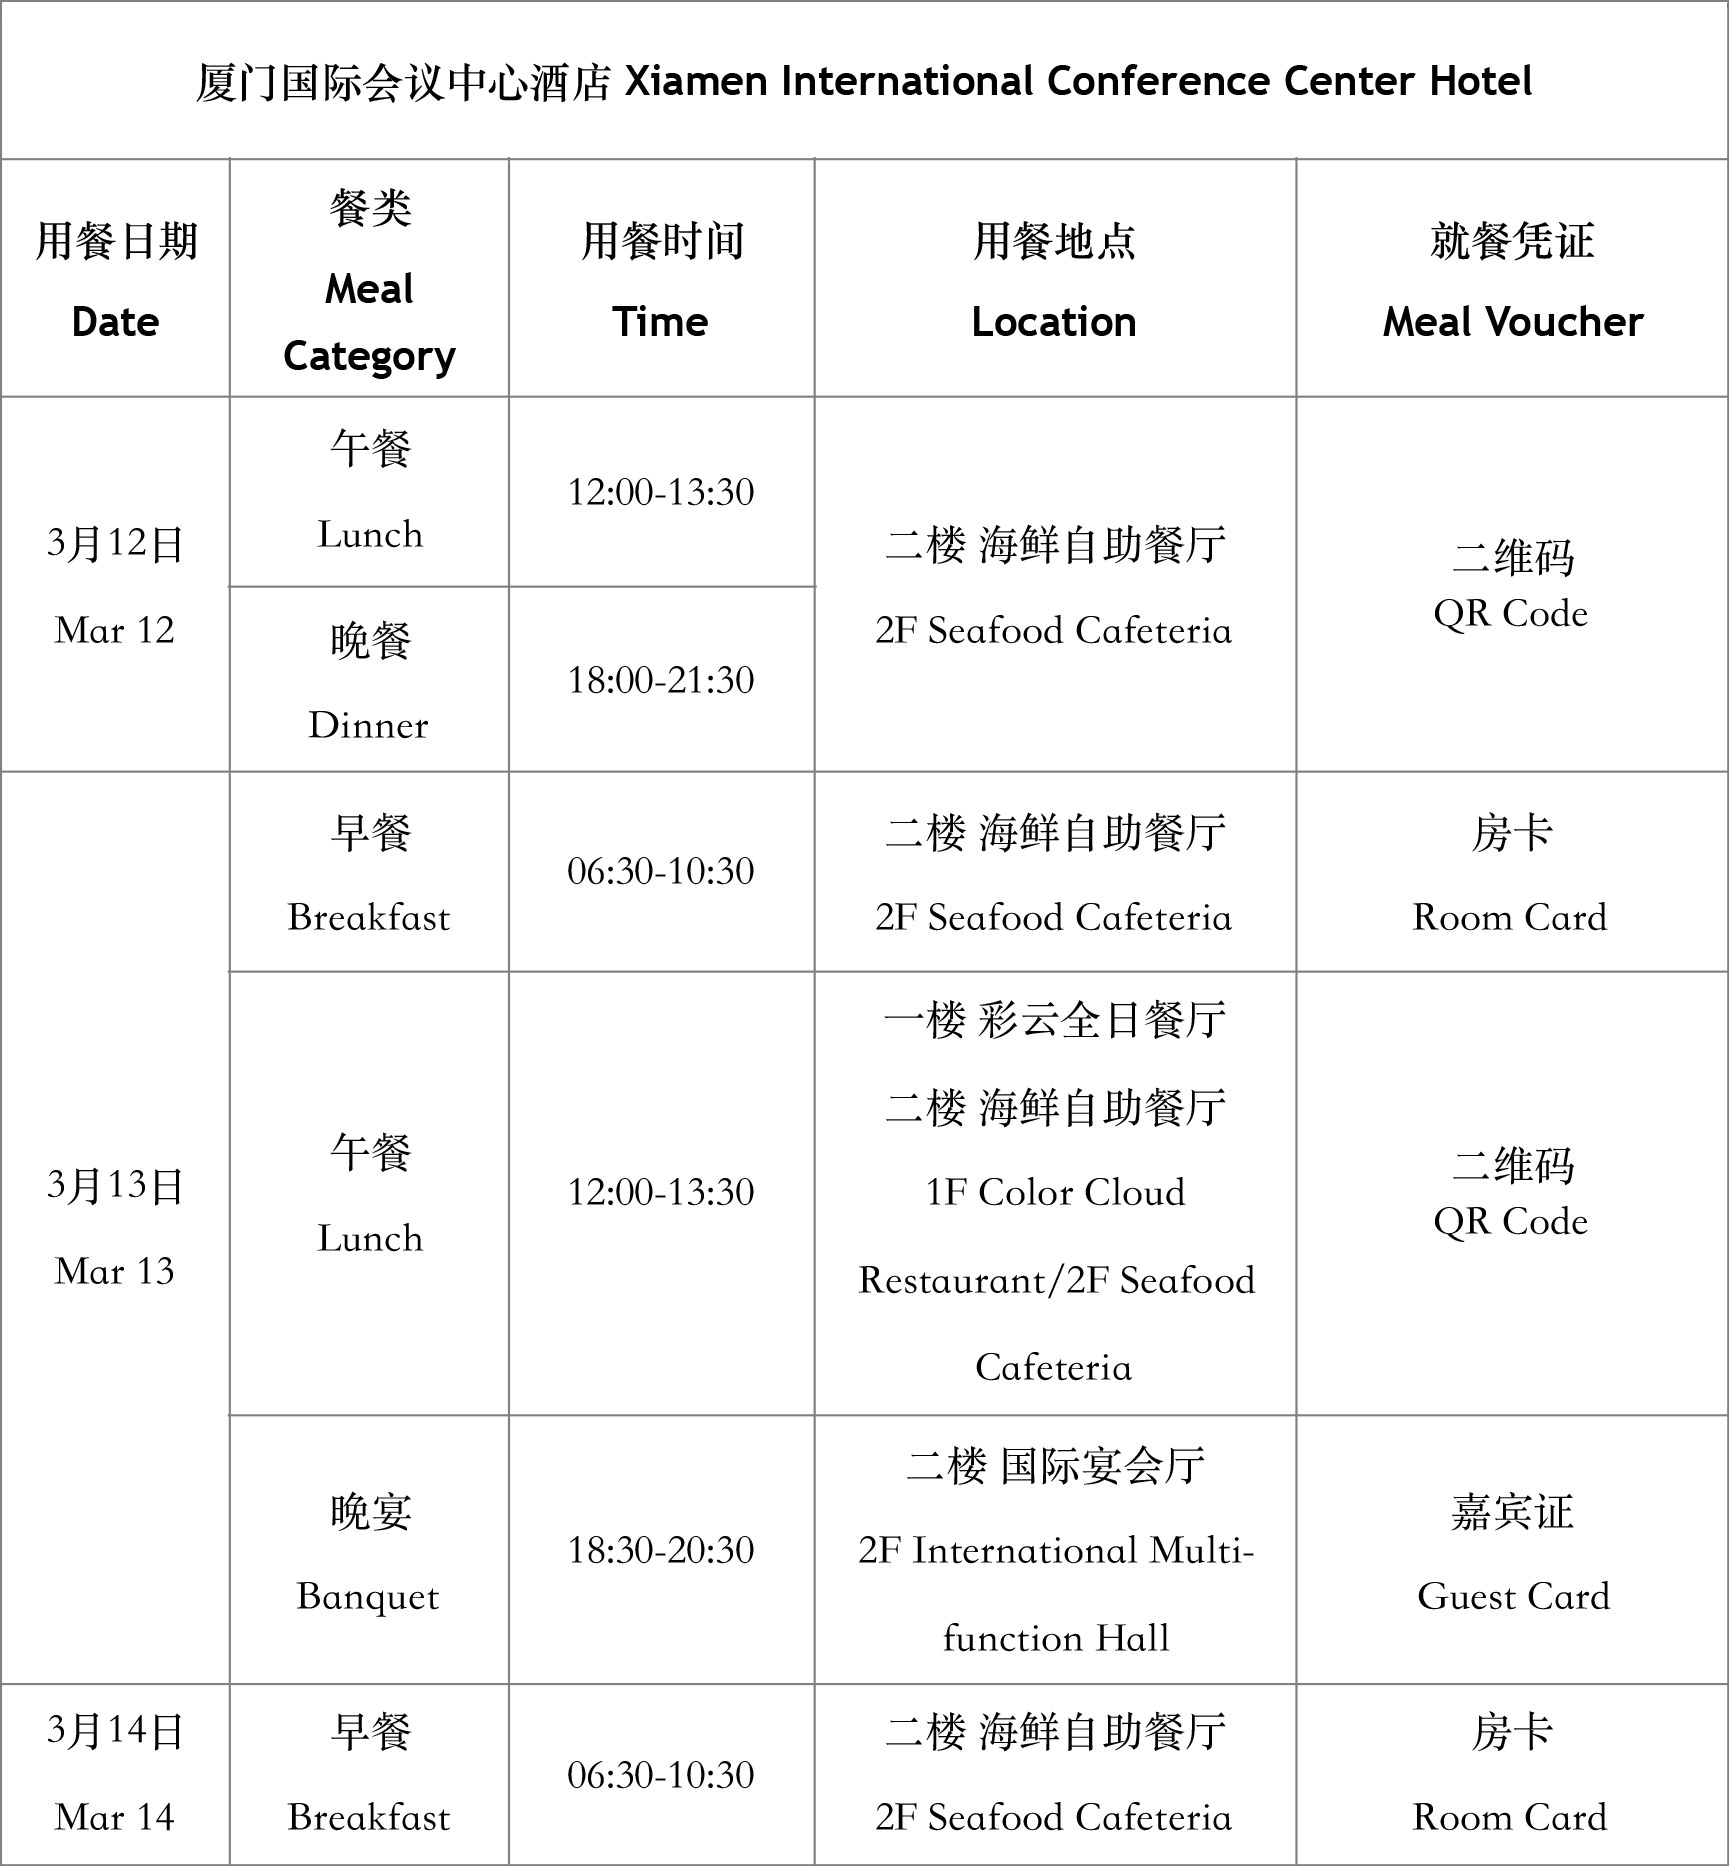 厦门国际会议中心酒店 Xiamen International Conference Center Hotel
用餐日期
Date
餐类
Meal
Category
用餐时间
Time
用餐地点
Location
就餐凭证
Meal Voucher
3月12日
Mar 12
午餐
Lunch
12:00-13:30
二楼 海鲜自助餐厅
2F Seafood Cafeteria
二维码
QR Code
晚餐
Dinner
18:00-21:30
3月13日
Mar 13
早餐
Breakfast
06:30-10:30
二楼 海鲜自助餐厅
2F Seafood Cafeteria
房卡
Room Card
午餐
Lunch
12:00-13:30
一楼 彩云全日餐厅
二楼 海鲜自助餐厅
1F Color Cloud
Restaurant/2F Seafood
Cafeteria
二维码
QR Code
晚宴
Banquet
18:30-20:30
二楼 国际宴会厅
2F International Multi-
function Hall
嘉宾证
Guest Card
3月14日
Mar 14
早餐
Breakfast
06:30-10:30
二楼 海鲜自助餐厅
2F Seafood Cafeteria
房卡
Room Card